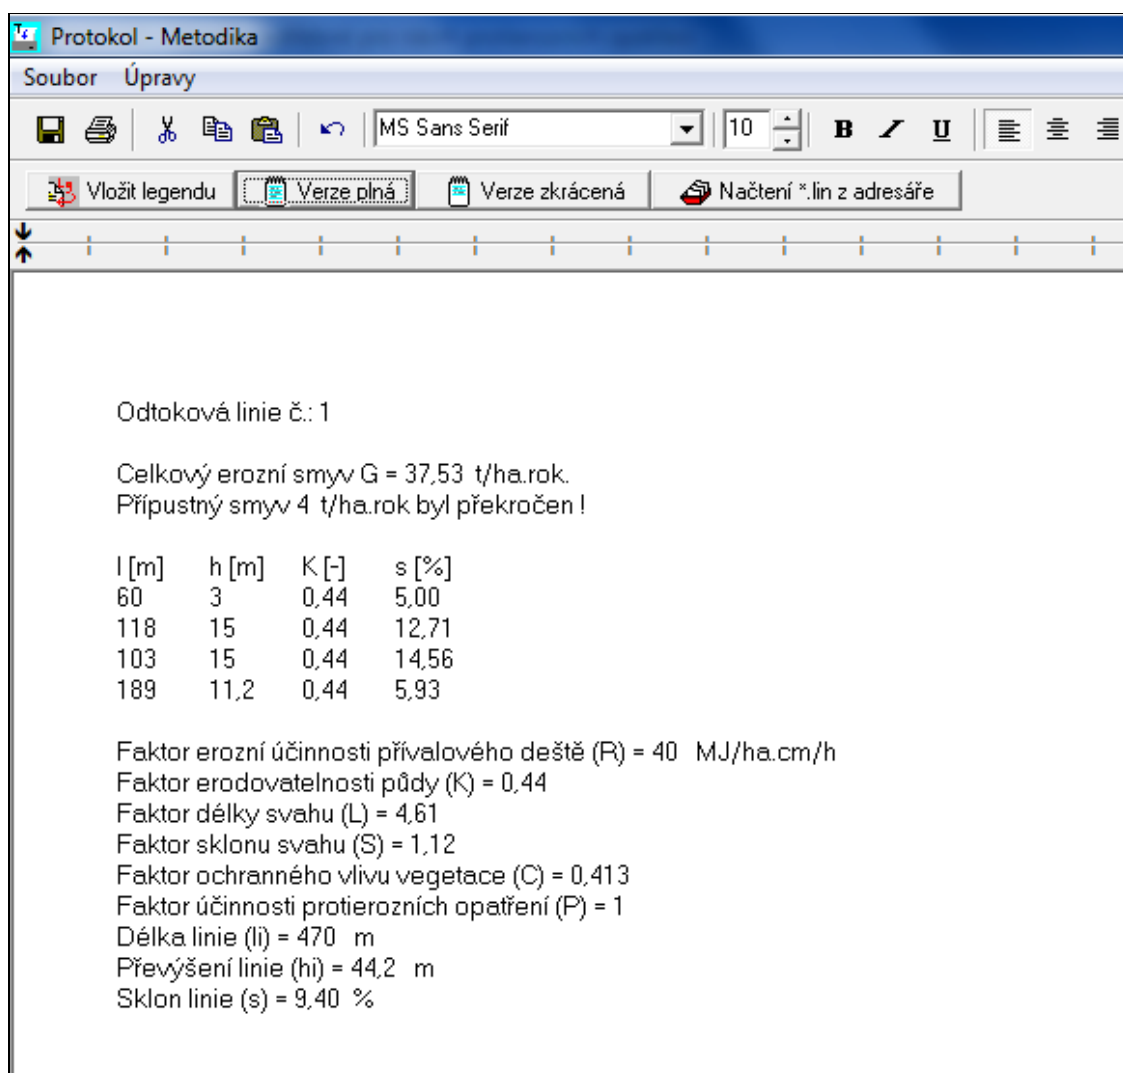 Protokol - Metodika
Soubor Úpravy
MS Sans Serif 10 B I U
Vložit legendu Verze plná Verze zkrácená Načtení *.lin z adresáře
Odtoková linie č.: 1
Celkový erozní smyv G = 37,53 t/ha.rok.
Přípustný smyv 4 t/ha.rok byl překročen !
l [m] h [m] K [-] s [%]
60 3 0,44 5,00
118 15 0,44 12,71
103 15 0,44 14,56
189 11,2 0,44 5,93
Faktor erozní účinnosti přívalového deště (R) = 40 MJ/ha.cm/h
Faktor erodovatelnosti půdy (K) = 0,44
Faktor délky svahu (L) = 4,61
Faktor sklonu svahu (S) = 1,12
Faktor ochranného vlivu vegetace (C) = 0,413
Faktor účinnosti protierozních opatření (P) = 1
Délka linie (li) = 470 m
Převýšení linie (hi) = 44,2 m
Sklon linie (s) = 9,40 %